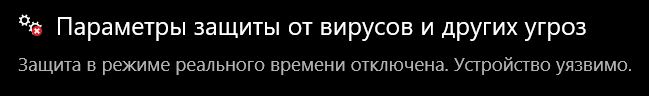 Параметры защиты от вирусов и других угроз
Защита в режиме реального времени отключена. Устройство уязвимо.